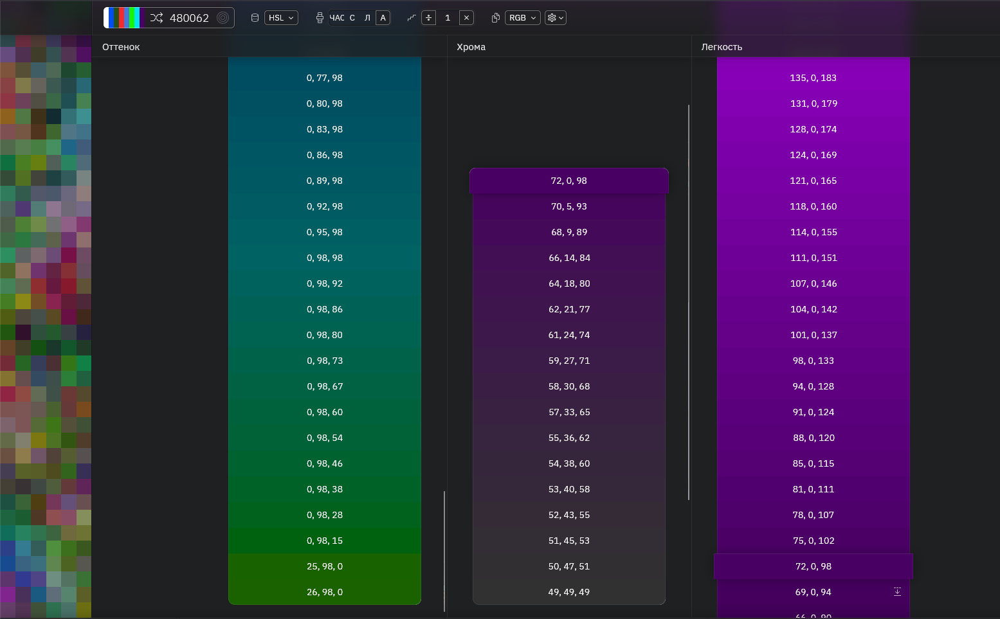 480062 HSL ЧАС С Л A ÷ 1 × RGB
Оттенок Хрома Легкость
0, 77, 98 135, 0, 183
0, 80, 98 131, 0, 179
0, 83, 98 128, 0, 174
0, 86, 98 124, 0, 169
0, 89, 98 72, 0, 98 121, 0, 165
0, 92, 98 70, 5, 93 118, 0, 160
0, 95, 98 68, 9, 89 114, 0, 155
0, 98, 98 66, 14, 84 111, 0, 151
0, 98, 92 64, 18, 80 107, 0, 146
0, 98, 86 62, 21, 77 104, 0, 142
0, 98, 80 61, 24, 74 101, 0, 137
0, 98, 73 59, 27, 71 98, 0, 133
0, 98, 67 58, 30, 68 94, 0, 128
0, 98, 60 57, 33, 65 91, 0, 124
0, 98, 54 55, 36, 62 88, 0, 120
0, 98, 46 54, 38, 60 85, 0, 115
0, 98, 38 53, 40, 58 81, 0, 111
0, 98, 28 52, 43, 55 78, 0, 107
0, 98, 15 51, 45, 53 75, 0, 102
25, 98, 0 50, 47, 51 72, 0, 98
26, 98, 0 49, 49, 49 69, 0, 94
66, 0, 90